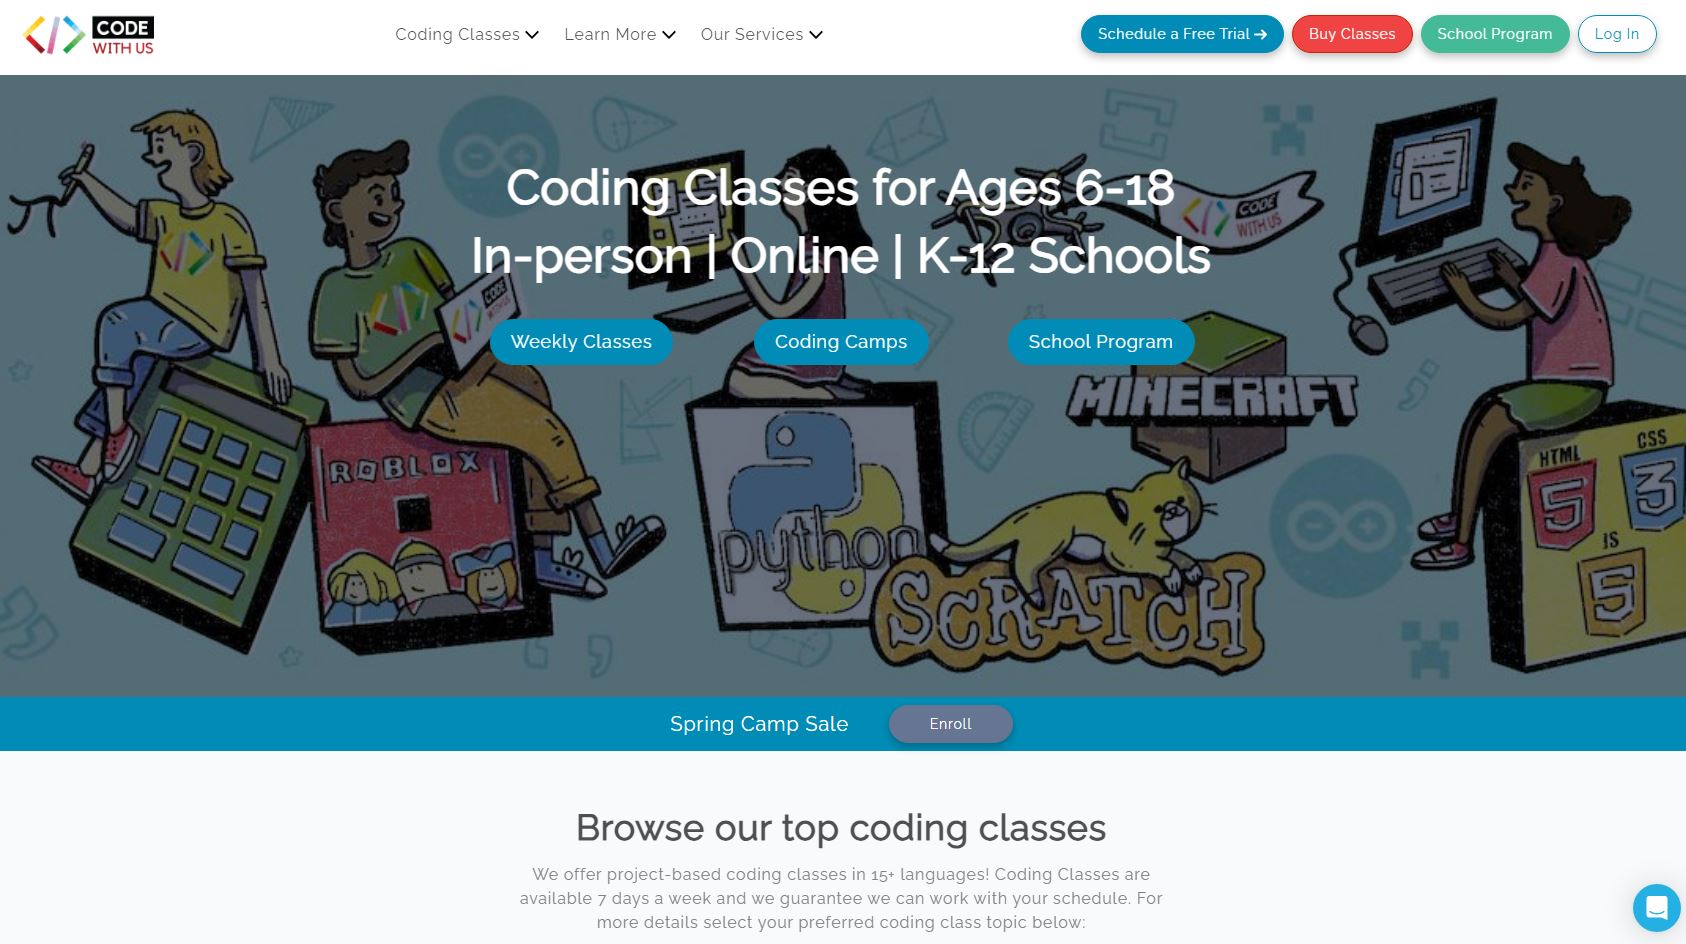 CODE
WITH US
Coding Classes
Learn More
Our Services
Schedule a Free Trial
Buy Classes
School Program
Log In
Coding Classes for Ages 6-18
In-person | Online | K-12 Schools
CODE
WITH US
CODE
WITH US
Weekly Classes
Coding Camps
School Program
MINECRAFT
ROBLOX
python
SCRATCH
HTML
CSS
5
3
JS
5
Spring Camp Sale
Enroll
Browse our top coding classes
We offer project-based coding classes in 15+ languages! Coding Classes are
available 7 days a week and we guarantee we can work with your schedule. For
more details select your preferred coding class topic below: